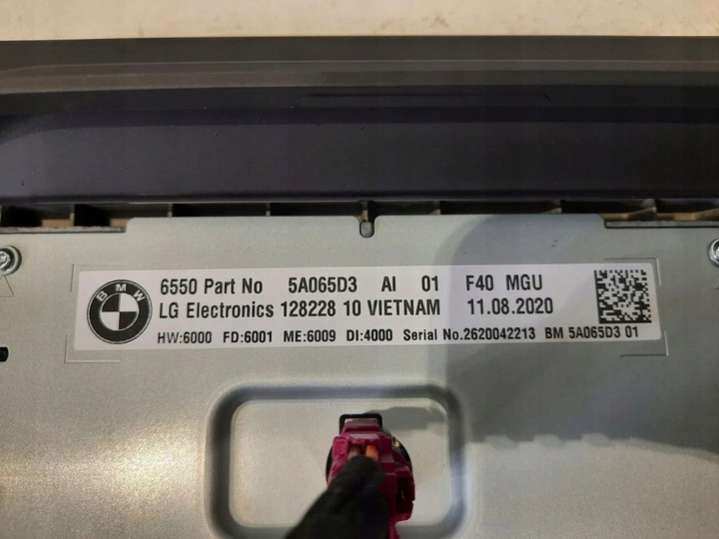 BMW
6550 Part No 5A065D3 AI 01 F40 MGU
LG Electronics 128228 10 VIETNAM 11.08.2020
HW:6000 FD:6001 ME:6009 DI:4000 Serial No.2620042213 BM 5A065D3 01